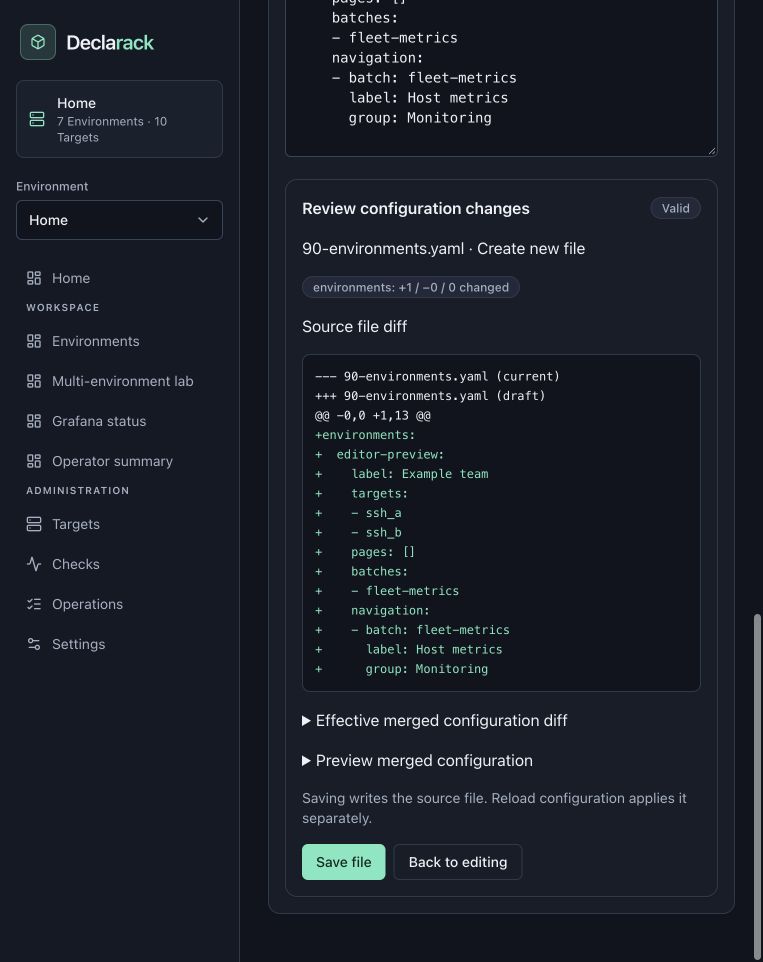 Declarack
Home
7 Environments · 10
Targets
Environment
Home
Home
WORKSPACE
Environments
Multi-environment lab
Grafana status
Operator summary
ADMINISTRATION
Targets
Checks
Operations
Settings
batches:
- fleet-metrics
navigation:
- batch: fleet-metrics
label: Host metrics
group: Monitoring
Review configuration changes
Valid
90-environments.yaml · Create new file
environments: +1 / −0 / 0 changed
Source file diff
--- 90-environments.yaml (current)
+++ 90-environments.yaml (draft)
@@ -0,0 +1,13 @@
+environments:
+  editor-preview:
+    label: Example team
+    targets:
+    - ssh_a
+    - ssh_b
+    pages: []
+    batches:
+    - fleet-metrics
+    navigation:
+    - batch: fleet-metrics
+      label: Host metrics
+      group: Monitoring
Effective merged configuration diff
Preview merged configuration
Saving writes the source file. Reload configuration applies it
separately.
Save file
Back to editing